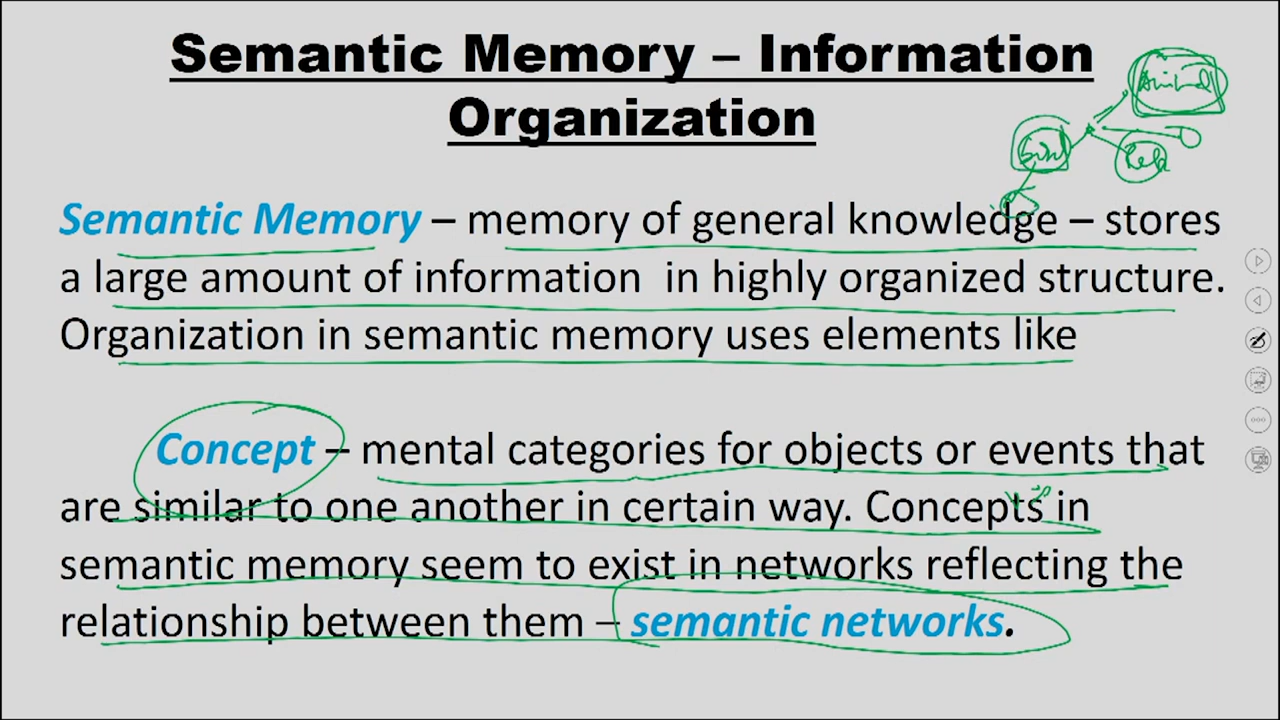 Semantic Memory – Information
Organization
Semantic Memory – memory of general knowledge – stores
a large amount of information in highly organized structure.
Organization in semantic memory uses elements like
Concept – mental categories for objects or events that
are similar to one another in certain way. Concepts in
semantic memory seem to exist in networks reflecting the
relationship between them – semantic networks.